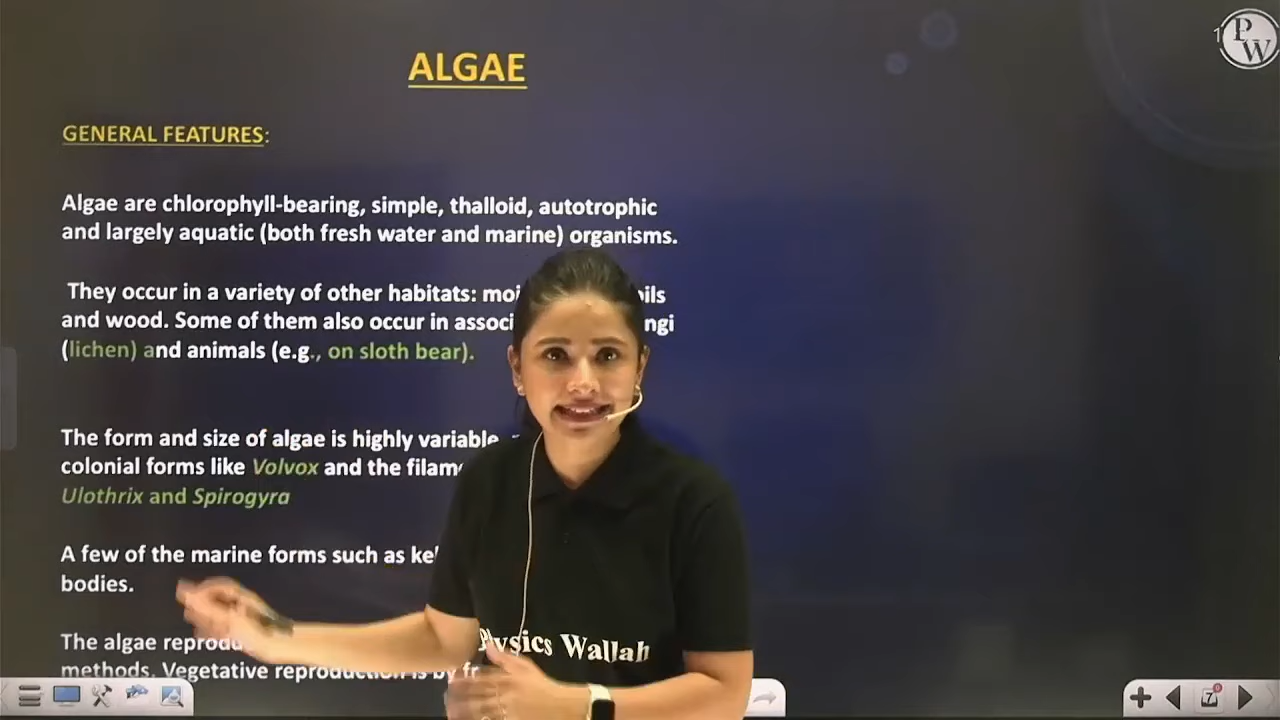 ALGAE
GENERAL FEATURES:
Algae are chlorophyll-bearing, simple, thalloid, autotrophic
and largely aquatic (both fresh water and marine) organisms.
They occur in a variety of other habitats: moi ils
and wood. Some of them also occur in associ ngi
(lichen) and animals (e.g., on sloth bear).
The form and size of algae is highly variable,
colonial forms like Volvox and the filame
Ulothrix and Spirogyra
A few of the marine forms such as kel
bodies.
The algae reprodu
methods. Vegetative reproduction is by fr
Physics Wallah
PW
7